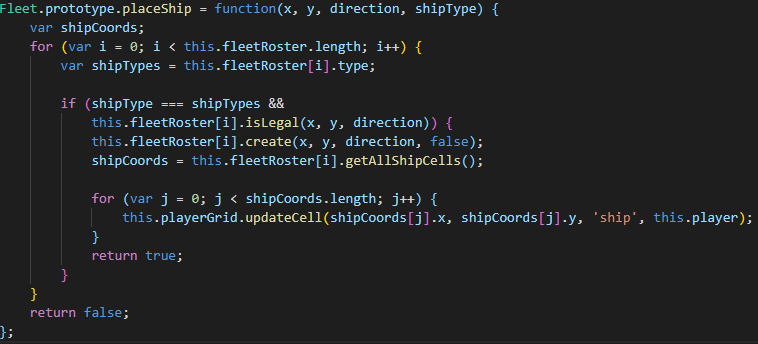 Fleet.prototype.placeShip = function(x, y, direction, shipType) {
    var shipCoords;
    for (var i = 0; i < this.fleetRoster.length; i++) {
        var shipTypes = this.fleetRoster[i].type;

        if (shipType === shipTypes &&
            this.fleetRoster[i].isLegal(x, y, direction)) {
            this.fleetRoster[i].create(x, y, direction, false);
            shipCoords = this.fleetRoster[i].getAllShipCells();

            for (var j = 0; j < shipCoords.length; j++) {
                this.playerGrid.updateCell(shipCoords[j].x, shipCoords[j].y, 'ship', this.player);
            }
            return true;
        }
    }
    return false;
};